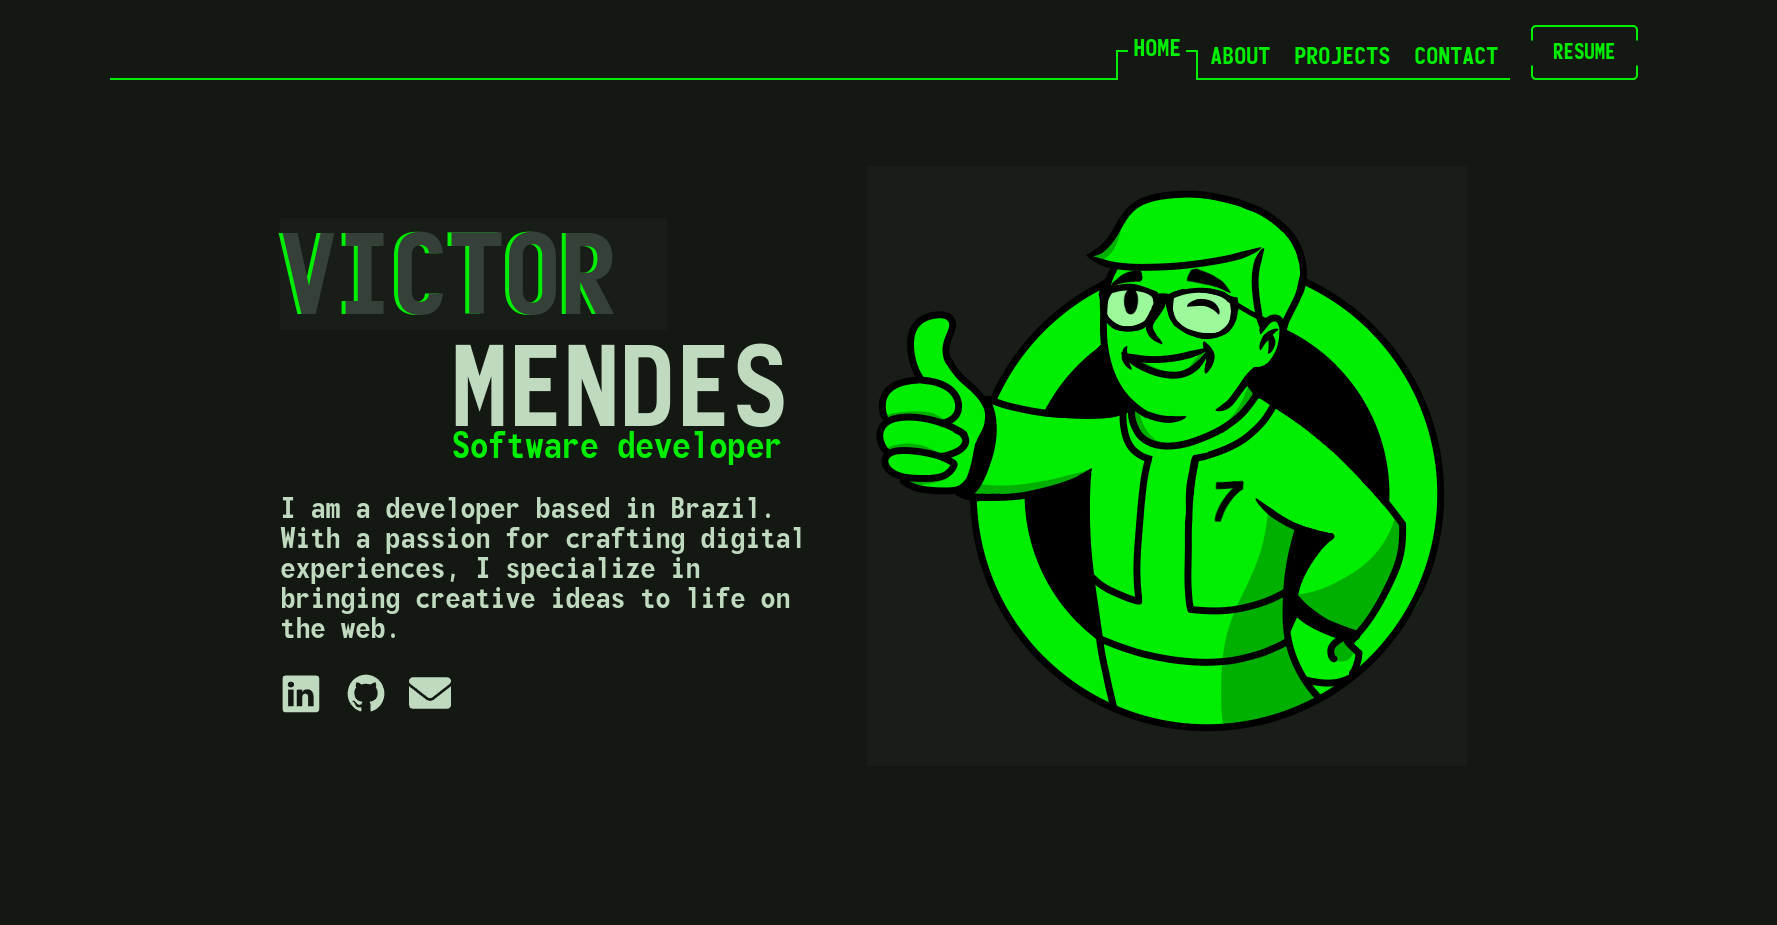 HOME
ABOUT
PROJECTS
CONTACT
RESUME
VICTOR
MENDES
Software developer
I am a developer based in Brazil.
With a passion for crafting digital
experiences, I specialize in
bringing creative ideas to life on
the web.
in
7